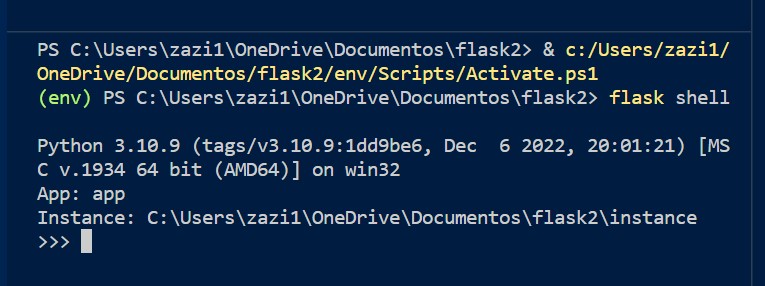 PS C:\Users\zazi1\OneDrive\Documentos\flask2> & c:/Users/zazi1/
OneDrive/Documentos/flask2/env/Scripts/Activate.ps1
(env) PS C:\Users\zazi1\OneDrive\Documentos\flask2> flask shell
Python 3.10.9 (tags/v3.10.9:1dd9be6, Dec  6 2022, 20:01:21) [MS
C v.1934 64 bit (AMD64)] on win32
App: app
Instance: C:\Users\zazi1\OneDrive\Documentos\flask2\instance
>>>